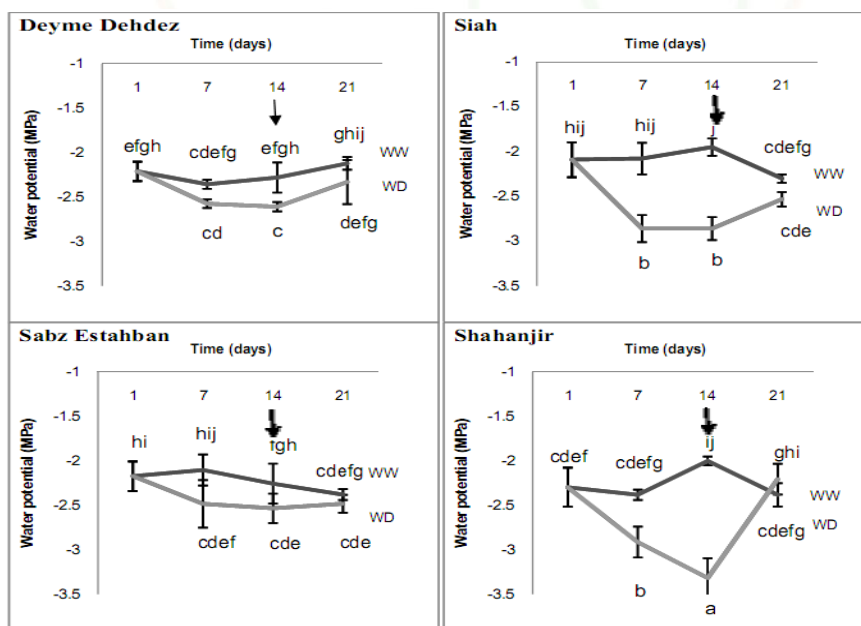 Deyme Dehdez
Time (days)
Water potential (MPa)
-1
-1.5
-2
-2.5
-3
-3.5
1 7 14 21
efgh cdefg efgh ghij
WW
WD
cd c defg
Siah
Time (days)
Water potential (MPa)
-1
-1.5
-2
-2.5
-3
-3.5
1 7 14 21
hij hij j cdefg
WW
WD
b b cde
Sabz Estahban
Time (days)
Water potential (MPa)
-1
-1.5
-2
-2.5
-3
-3.5
1 7 14 21
hi hij fgh cdefg
WW
WD
cdef cde cde
Shahanjir
Time (days)
Water potential (MPa)
-1
-1.5
-2
-2.5
-3
-3.5
1 7 14 21
cdef cdefg ij ghi
WW
WD
cdefg
b a